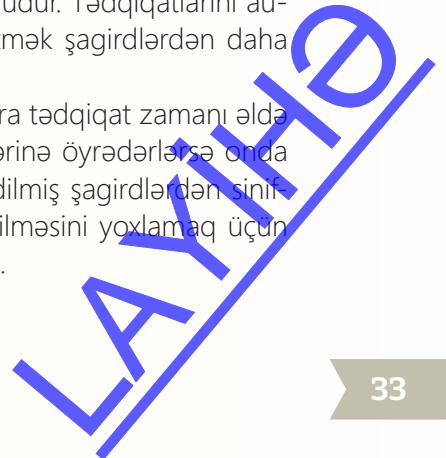 udur. Tədqiqatlarını au-
tmək şagirdlərdən daha
ra tədqiqat zamanı əldə
ərinə öyrədərlərsə onda
dilmiş şagirdlərdən sinif-
ilməsini yoxlamaq üçün
.
LAYİHƏ
33